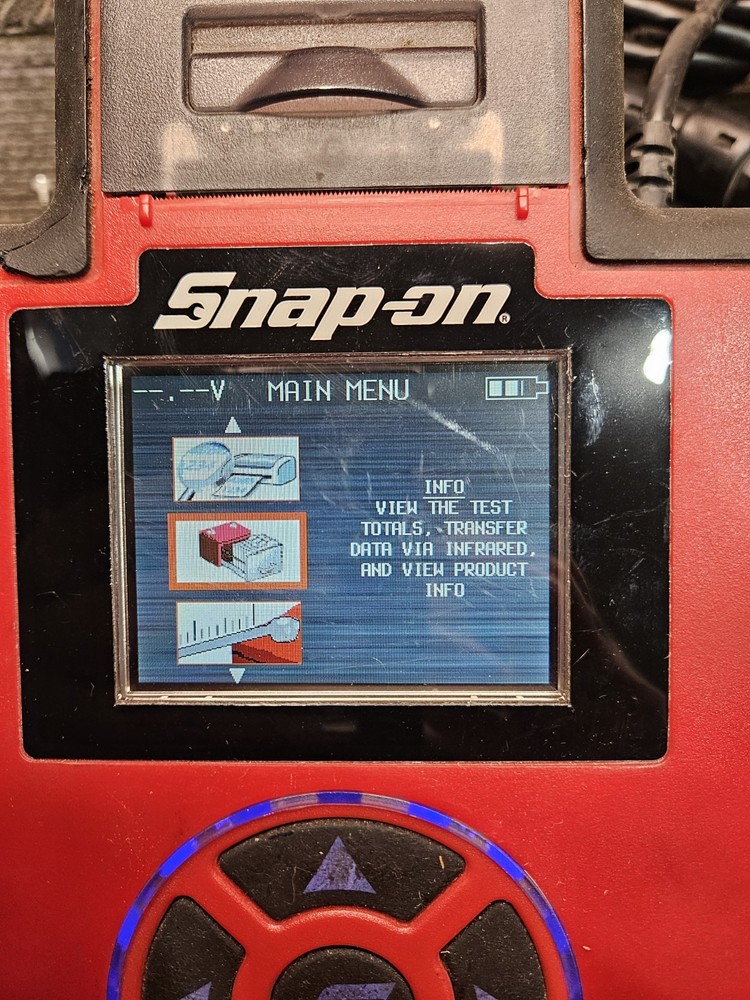 Snap-on®
--.--V MAIN MENU
INFO
VIEW THE TEST
TOTALS, TRANSFER
DATA VIA INFRARED,
AND VIEW PRODUCT
INFO